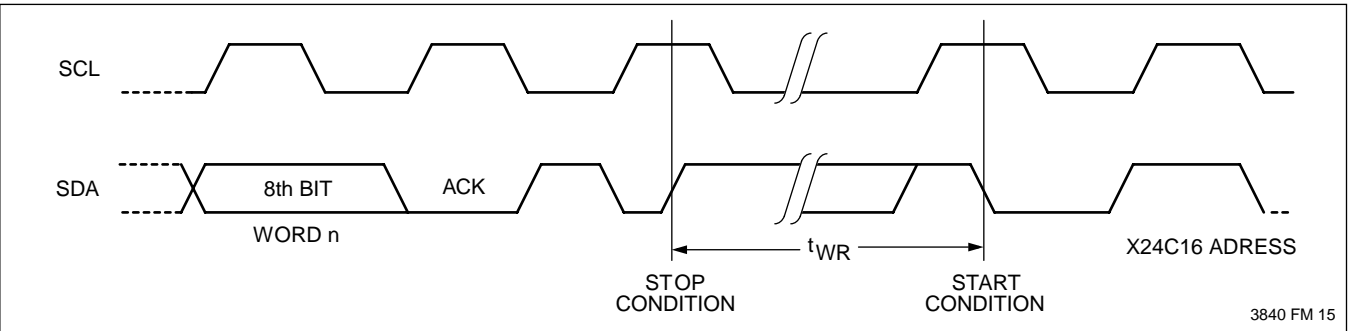 SCL
SDA
8th BIT
ACK
WORD n
tWR
X24C16 ADRESS
STOP
CONDITION
START
CONDITION
3840 FM 15